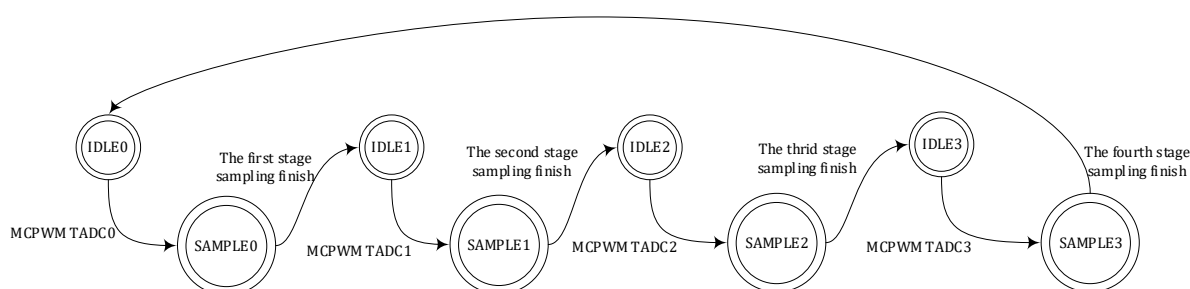 IDLE0
IDLE1
IDLE2
IDLE3
The first stage
sampling finish
The second stage
sampling finish
The thrid stage
sampling finish
The fourth stage
sampling finish
MCPWM TADC0
SAMPLE0
MCPWM TADC1
SAMPLE1
MCPWM TADC2
SAMPLE2
MCPWM TADC3
SAMPLE3